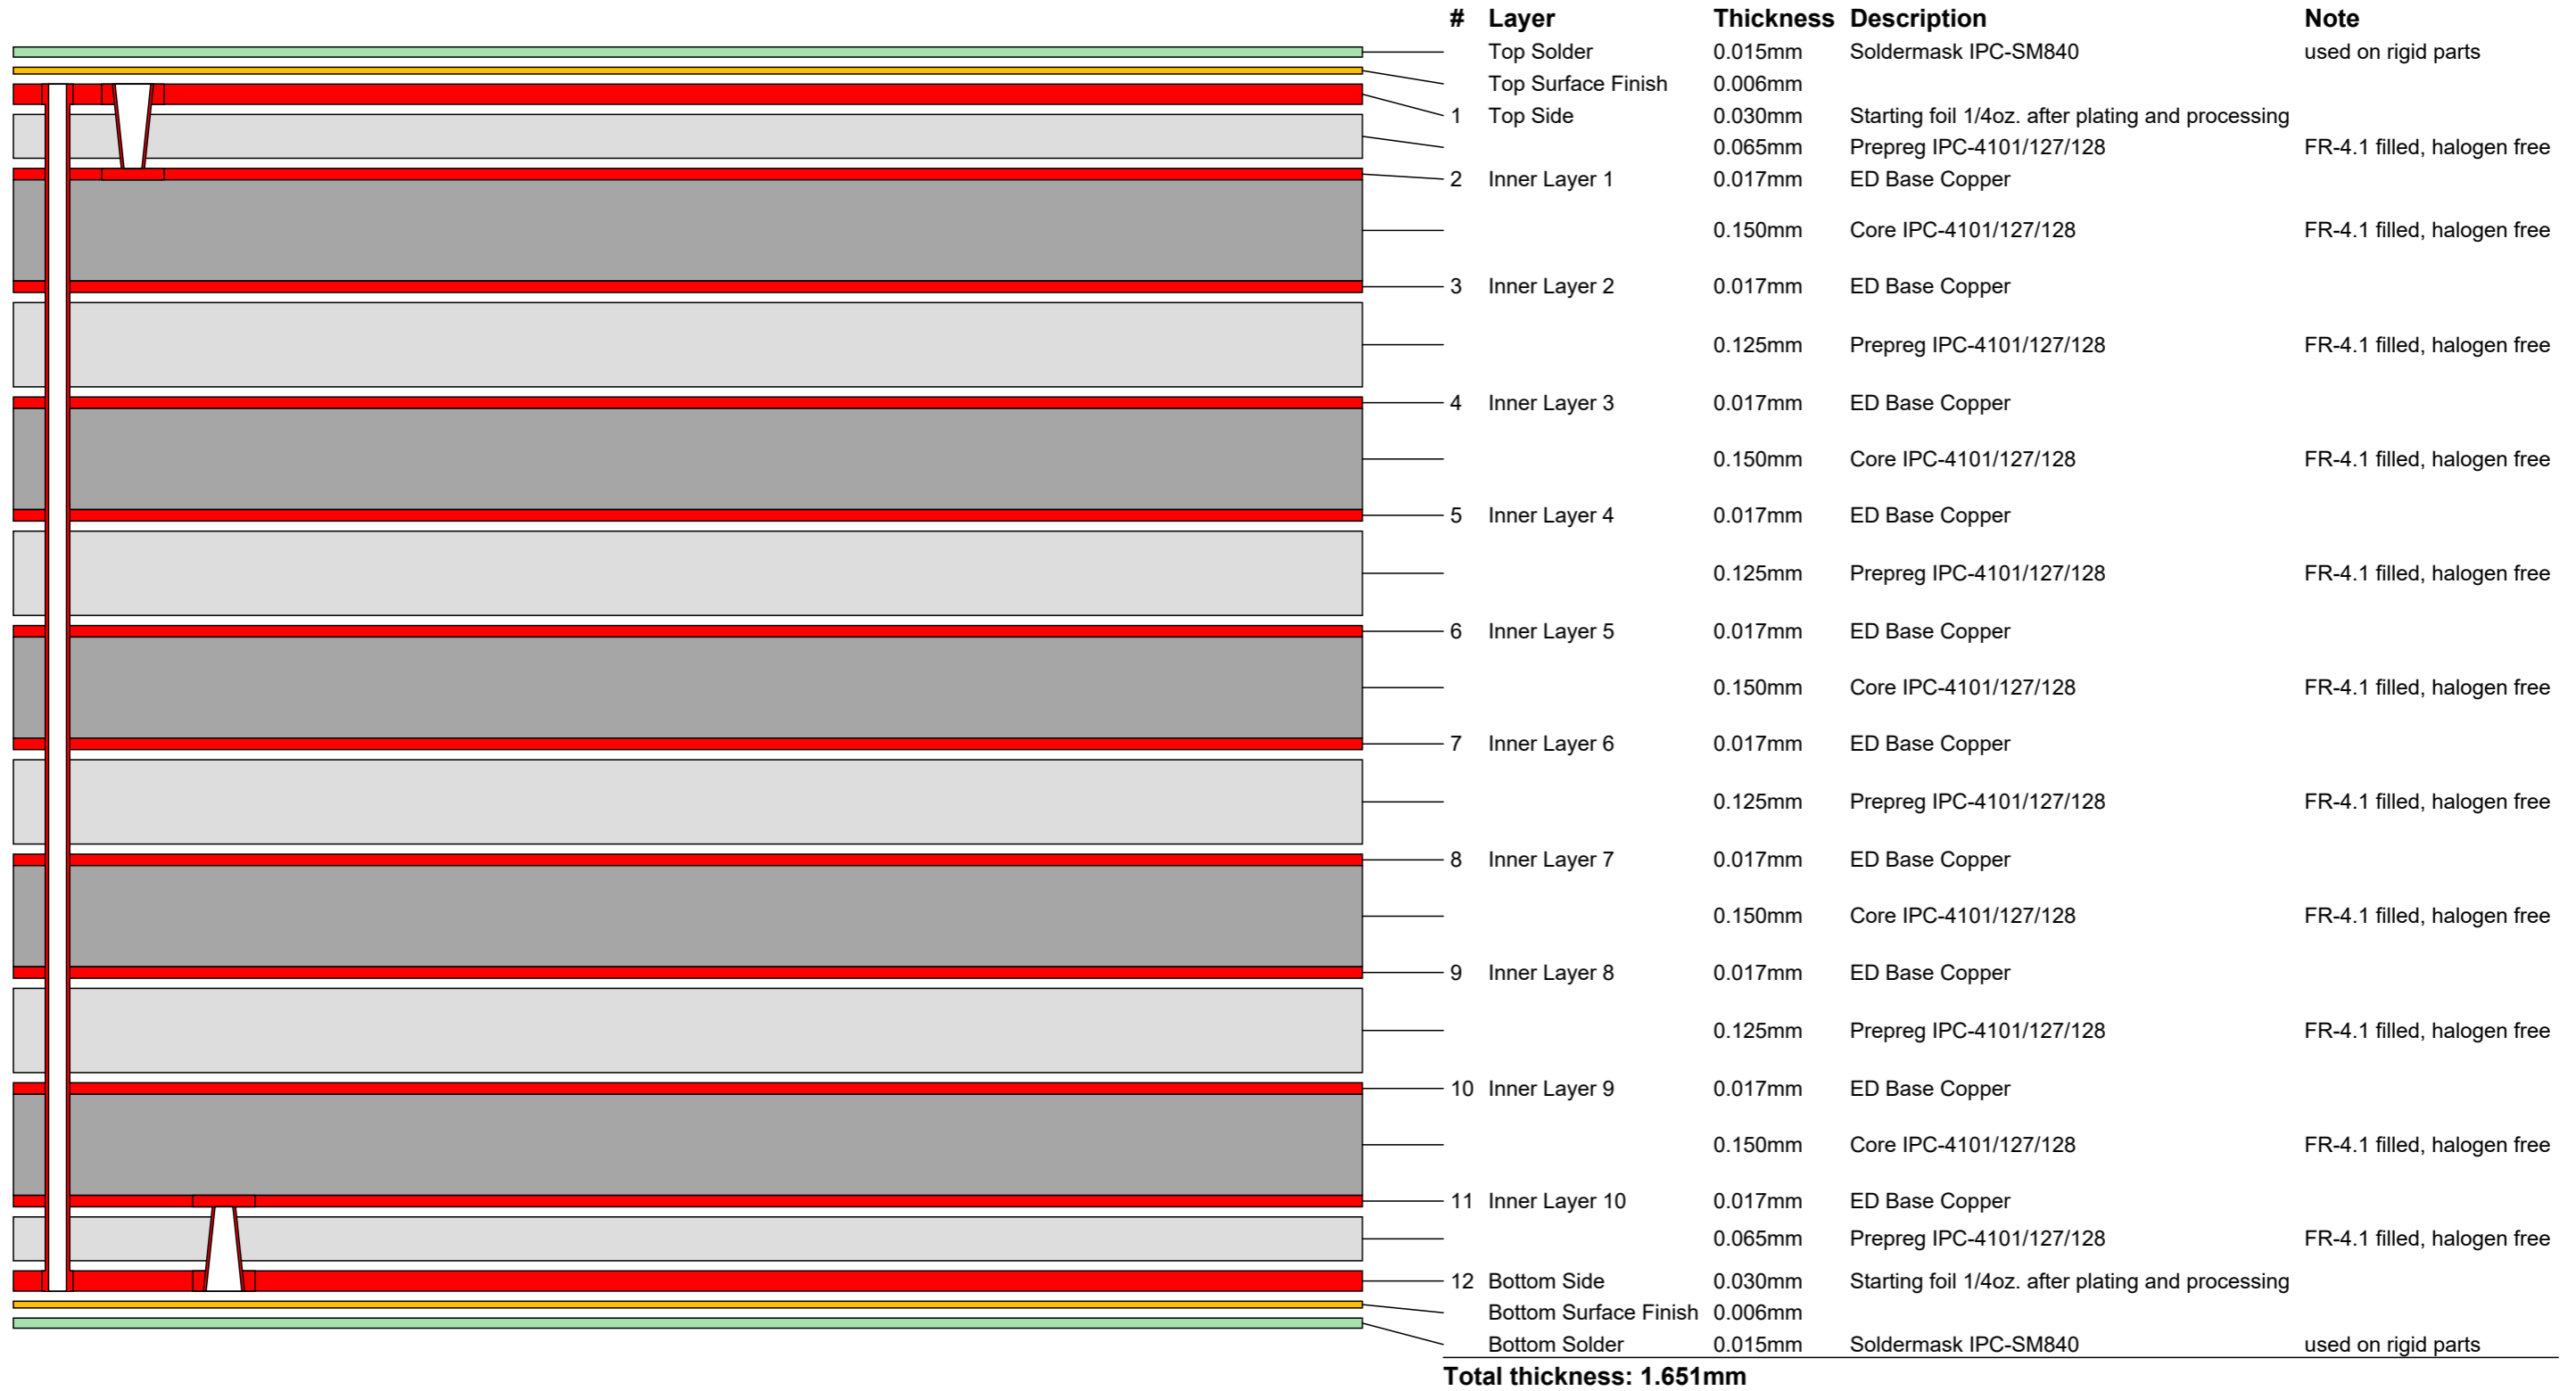 # Layer Thickness Description Note
Top Solder 0.015mm Soldermask IPC-SM840 used on rigid parts
Top Surface Finish 0.006mm
1 Top Side 0.030mm Starting foil 1/4oz. after plating and processing
0.065mm Prepreg IPC-4101/127/128 FR-4.1 filled, halogen free
2 Inner Layer 1 0.017mm ED Base Copper
0.150mm Core IPC-4101/127/128 FR-4.1 filled, halogen free
3 Inner Layer 2 0.017mm ED Base Copper
0.125mm Prepreg IPC-4101/127/128 FR-4.1 filled, halogen free
4 Inner Layer 3 0.017mm ED Base Copper
0.150mm Core IPC-4101/127/128 FR-4.1 filled, halogen free
5 Inner Layer 4 0.017mm ED Base Copper
0.125mm Prepreg IPC-4101/127/128 FR-4.1 filled, halogen free
6 Inner Layer 5 0.017mm ED Base Copper
0.150mm Core IPC-4101/127/128 FR-4.1 filled, halogen free
7 Inner Layer 6 0.017mm ED Base Copper
0.125mm Prepreg IPC-4101/127/128 FR-4.1 filled, halogen free
8 Inner Layer 7 0.017mm ED Base Copper
0.150mm Core IPC-4101/127/128 FR-4.1 filled, halogen free
9 Inner Layer 8 0.017mm ED Base Copper
0.125mm Prepreg IPC-4101/127/128 FR-4.1 filled, halogen free
10 Inner Layer 9 0.017mm ED Base Copper
0.150mm Core IPC-4101/127/128 FR-4.1 filled, halogen free
11 Inner Layer 10 0.017mm ED Base Copper
0.065mm Prepreg IPC-4101/127/128 FR-4.1 filled, halogen free
12 Bottom Side 0.030mm Starting foil 1/4oz. after plating and processing
Bottom Surface Finish 0.006mm
Bottom Solder 0.015mm Soldermask IPC-SM840 used on rigid parts
Total thickness: 1.651mm